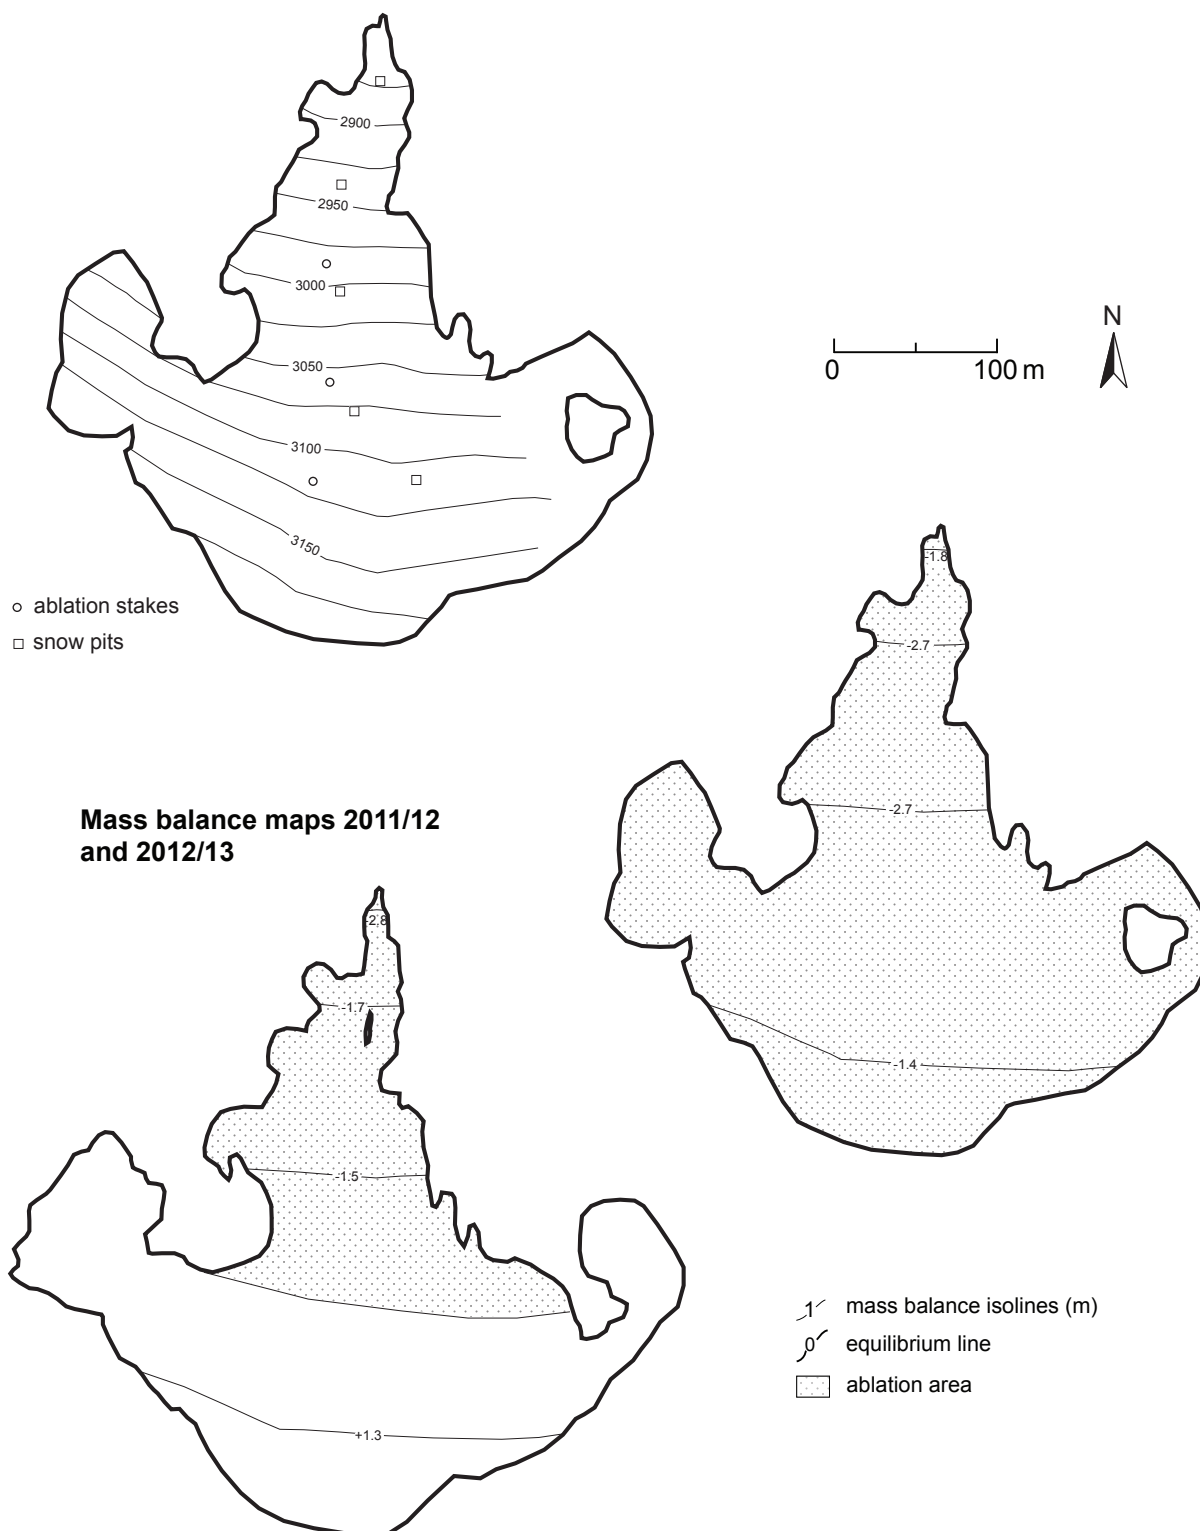 2900
2950
3000
3050
3100
3150
N
0 100 m
ablation stakes
snow pits
-1.8
-2.7
-2.7
-1.4
Mass balance maps 2011/12
and 2012/13
-2.8
-1.7
-1.5
+1.3
1 mass balance isolines (m)
0 equilibrium line
ablation area